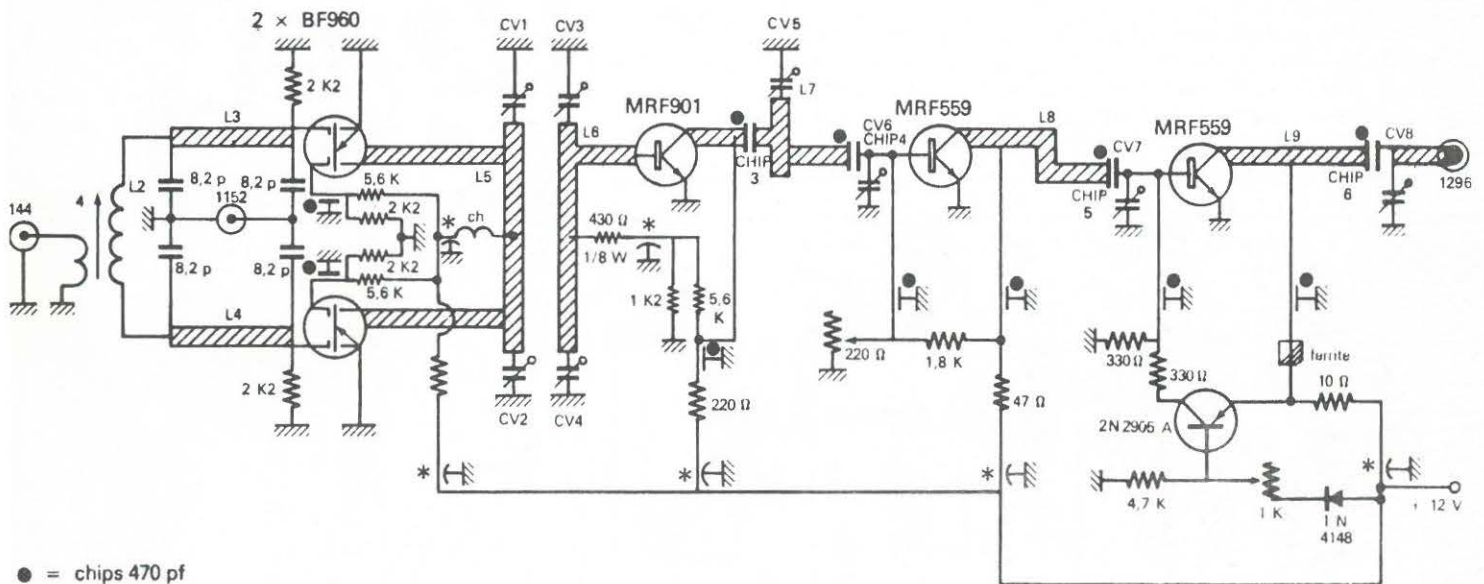 2 × BF960
CV1
CV3
CV5
2 K2
L3
L7
MRF901
MRF559
MRF559
CV6
CHIP4
L8
CV7
L9
CV8
L6
CHIP
3
L5
CHIP
5
CHIP
6
1296
L2
8,2 p
8,2 p
1152
144
4
5,6 K
2 K2
ch
*
430 Ω
1/8 W
*
8,2 p
8,2 p
2 K2
5,6 K
1 K2
5,6
K
L4
220 Ω
1,8 K
330Ω
330Ω
ferrite
10 Ω
2 K2
CV2
CV4
220 Ω
47 Ω
2N 2905 A
*
*
*
*
4,7 K
1 K
1 N
4148
+ 12 V
● = chips 470 pf